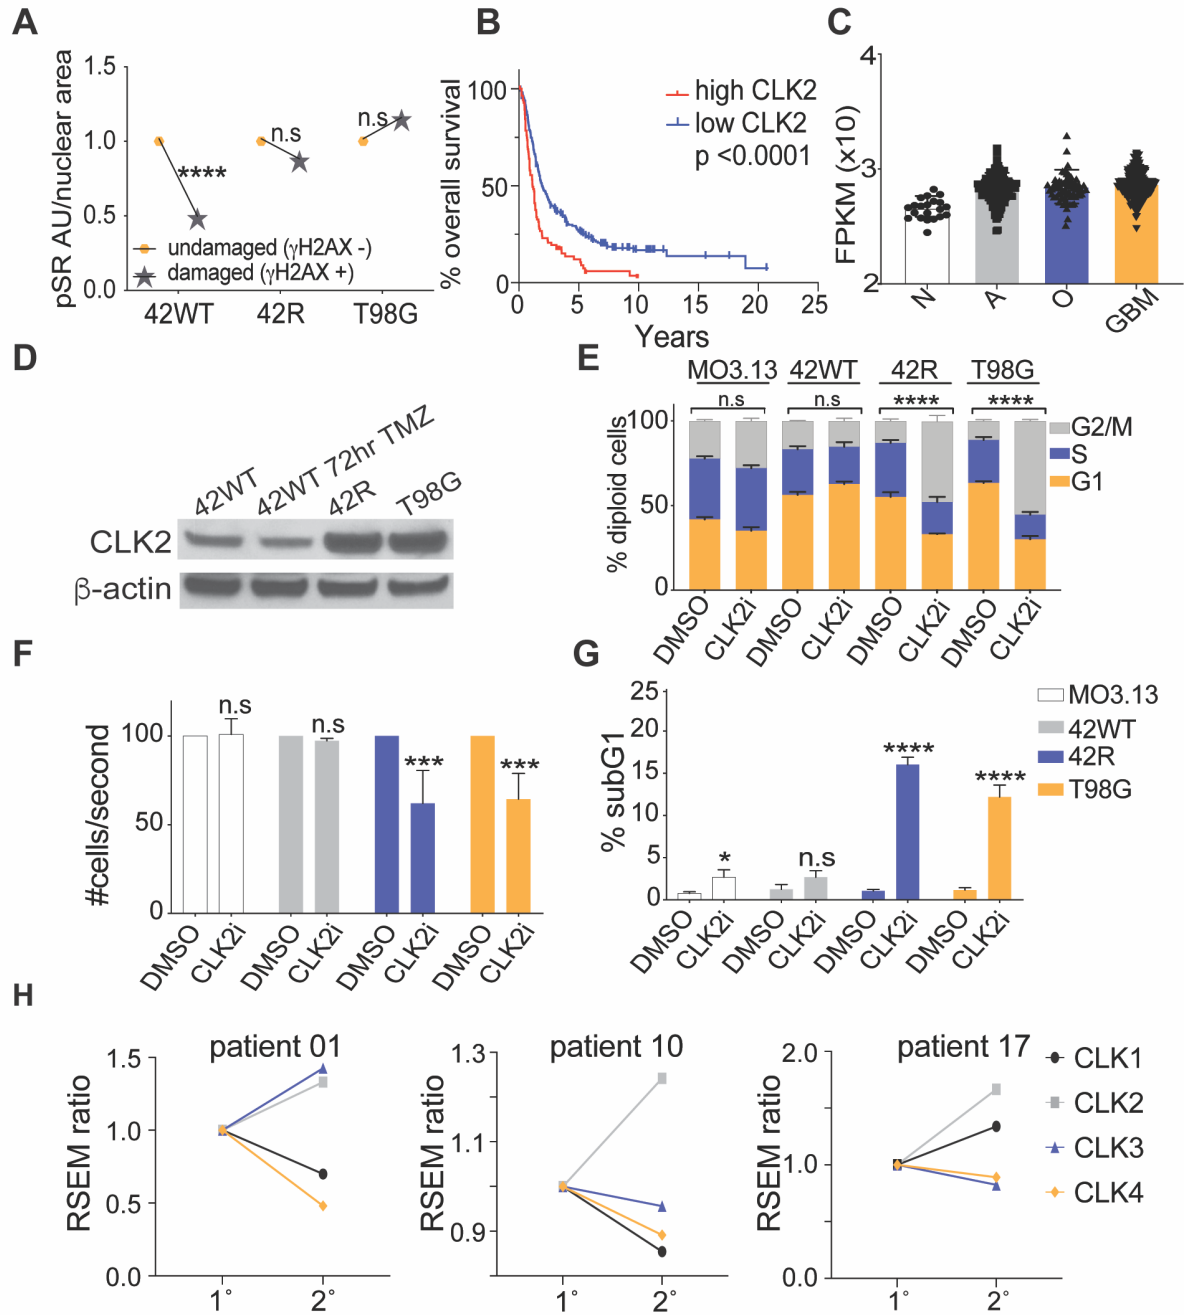 A
pSR AU/nuclear area
1.5
1.0
0.5
0.0
****
n.s
n.s
undamaged (γH2AX -)
damaged (γH2AX +)
42WT
42R
T98G
B
% overall survival
100
50
0
high CLK2
low CLK2
p <0.0001
0
5
10
15
20
25
Years
C
FPKM (x10)
4
3
2
N
A
O
GBM
D
42WT
42WT 72hr TMZ
42R
T98G
CLK2
β-actin
E
MO3.13
42WT
42R
T98G
n.s
n.s
****
****
% diploid cells
100
50
0
G2/M
S
G1
DMSO
CLK2i
DMSO
CLK2i
DMSO
CLK2i
DMSO
CLK2i
F
#cells/second
100
50
0
n.s
n.s
***
***
DMSO
CLK2i
DMSO
CLK2i
DMSO
CLK2i
DMSO
CLK2i
G
% subG1
25
20
15
10
5
0
*
n.s
****
****
MO3.13
42WT
42R
T98G
DMSO
CLK2i
DMSO
CLK2i
DMSO
CLK2i
DMSO
CLK2i
H
patient 01
RSEM ratio
1.5
1.0
0.5
0.0
1°
2°
patient 10
RSEM ratio
1.3
1.1
0.9
1°
2°
patient 17
RSEM ratio
2.0
1.0
0.0
1°
2°
CLK1
CLK2
CLK3
CLK4